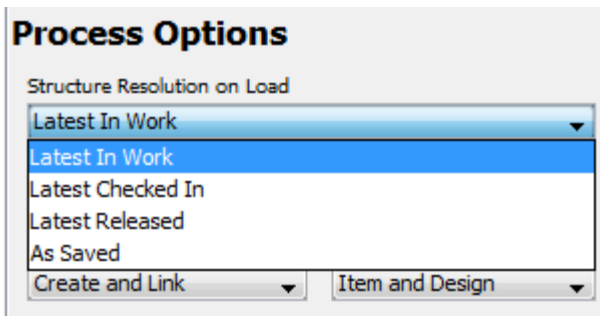 Process Options
Structure Resolution on Load
Latest In Work
Latest In Work
Latest Checked In
Latest Released
As Saved
Create and Link Item and Design